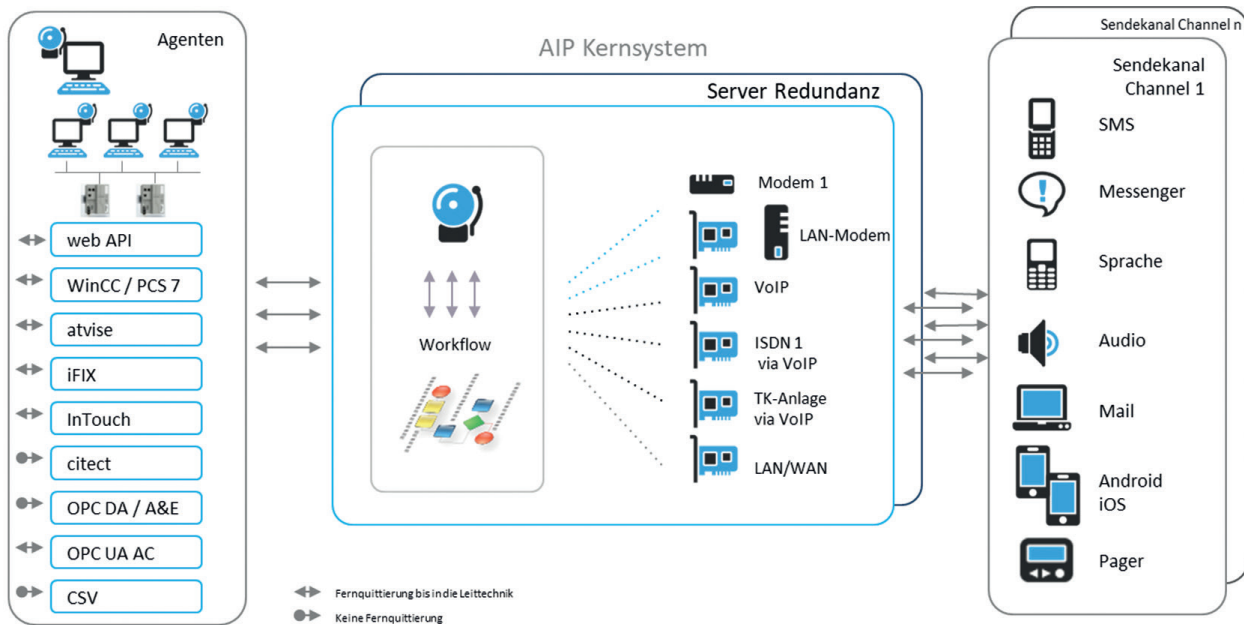 Agenten
web API
WinCC / PCS 7
atvise
iFIX
InTouch
citect
OPC DA / A&E
OPC UA AC
CSV
AIP Kernsystem
Server Redundanz
Workflow
Modem 1
LAN-Modem
VoIP
ISDN 1
via VoIP
TK-Anlage
via VoIP
LAN/WAN
Fernquittierung bis in die Leittechnik
Keine Fernquittierung
Sendekanal Channel n
Sendekanal
Channel 1
SMS
Messenger
Sprache
Audio
Mail
Android
iOS
Pager